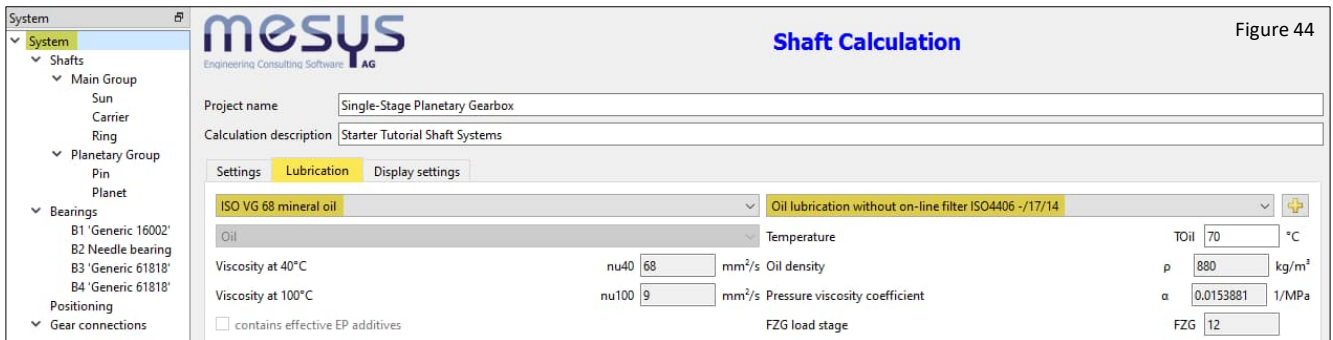 System
System
Shafts
Main Group
Sun
Carrier
Ring
Planetary Group
Pin
Planet
Bearings
B1 'Generic 16002'
B2 Needle bearing
B3 'Generic 61818'
B4 'Generic 61818'
Positioning
Gear connections
mesys
Engineering Consulting Software AG
Shaft Calculation
Figure 44
Project name Single-Stage Planetary Gearbox
Calculation description Starter Tutorial Shaft Systems
Settings Lubrication Display settings
ISO VG 68 mineral oil Oil lubrication without on-line filter ISO4406 -/17/14
Oil Temperature TOil 70 °C
Viscosity at 40°C nu40 68 mm²/s Oil density ρ 880 kg/m³
Viscosity at 100°C nu100 9 mm²/s Pressure viscosity coefficient α 0.0153881 1/MPa
contains effective EP additives FZG load stage FZG 12